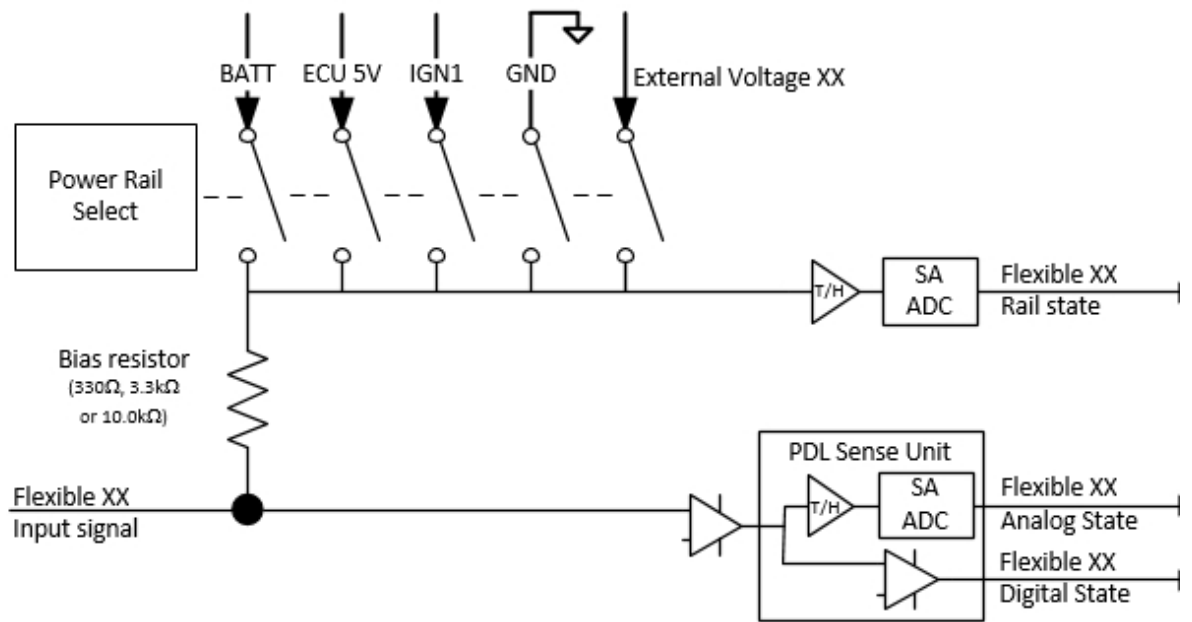 BATT
ECU 5V
IGN1
GND
External Voltage XX
Power Rail
Select
T/H
SA
ADC
Flexible XX
Rail state
Bias resistor
(330Ω, 3.3kΩ
or 10.0kΩ)
PDL Sense Unit
Flexible XX
Input signal
T/H
SA
ADC
Flexible XX
Analog State
Flexible XX
Digital State